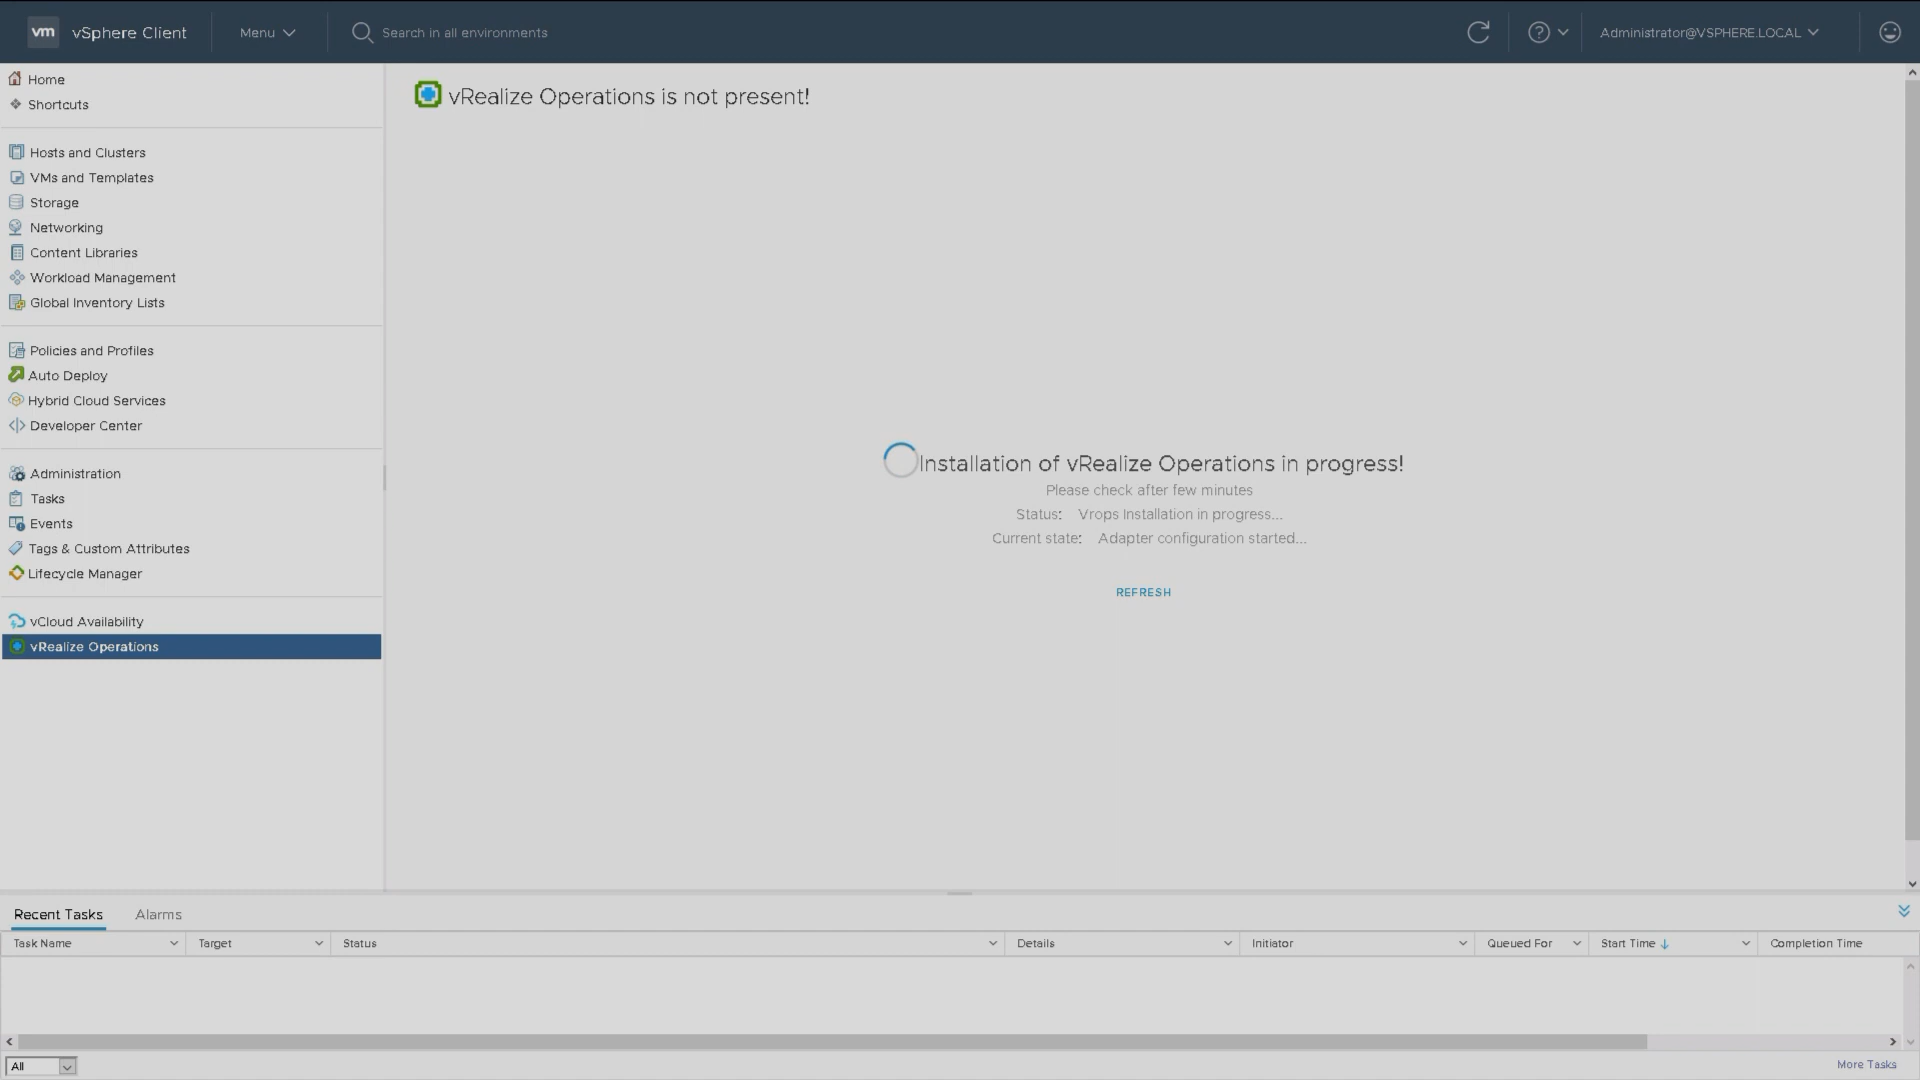 vm vSphere Client Menu Search in all environments Administrator@VSPHERE.LOCAL
Home
Shortcuts
Hosts and Clusters
VMs and Templates
Storage
Networking
Content Libraries
Workload Management
Global Inventory Lists
Policies and Profiles
Auto Deploy
Hybrid Cloud Services
Developer Center
Administration
Tasks
Events
Tags & Custom Attributes
Lifecycle Manager
vCloud Availability
vRealize Operations
vRealize Operations is not present!
Installation of vRealize Operations in progress!
Please check after few minutes
Status: Vrops Installation in progress...
Current state: Adapter configuration started...
REFRESH
Recent Tasks Alarms
Task Name Target Status Details Initiator Queued For Start Time Completion Time
All
More Tasks